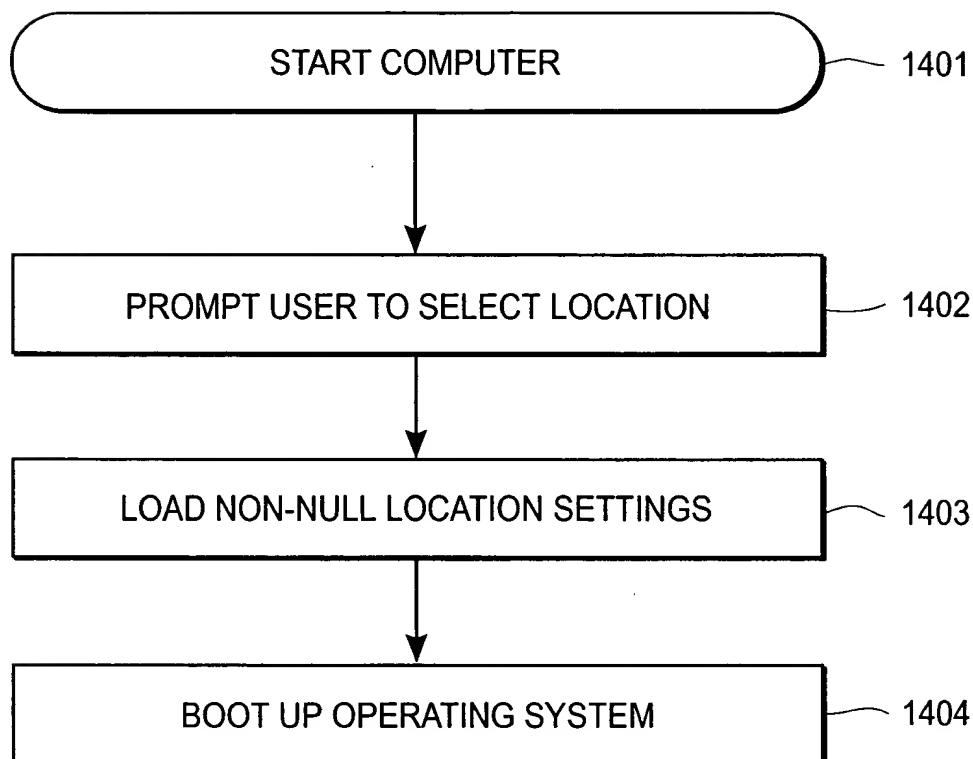 START COMPUTER
1401
PROMPT USER TO SELECT LOCATION
1402
LOAD NON-NULL LOCATION SETTINGS
1403
BOOT UP OPERATING SYSTEM
1404